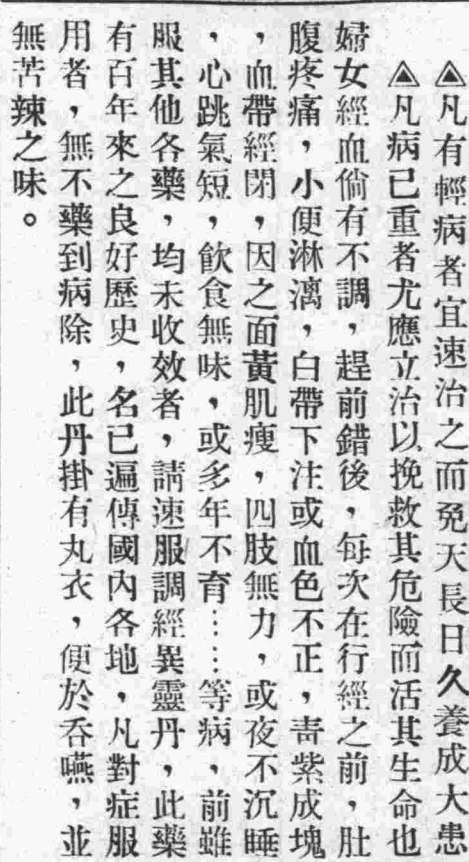 ▲凡有輕病者宜速治之而免天長日久養成大患
▲凡病已重者尤應立治以挽救其危險而活其生命也
婦女經血倘有不調，趕前錯後，每次在行經之前，肚
腹疼痛，小便淋漓，白帶下注或血色不正，靑紫成塊
，血帶經閉，因之面黃肌瘦，四肢無力，或夜不沉睡
，心跳氣短，飲食無味，或多年不育……等病，前雖
服其他各藥，均未收效者，請速服調經異靈丹，此藥
有百年來之良好歷史，名已遍傳國內各地，凡對症服
用者，無不藥到病除，此丹掛有丸衣，便於吞嚥，並
無苦辣之味。